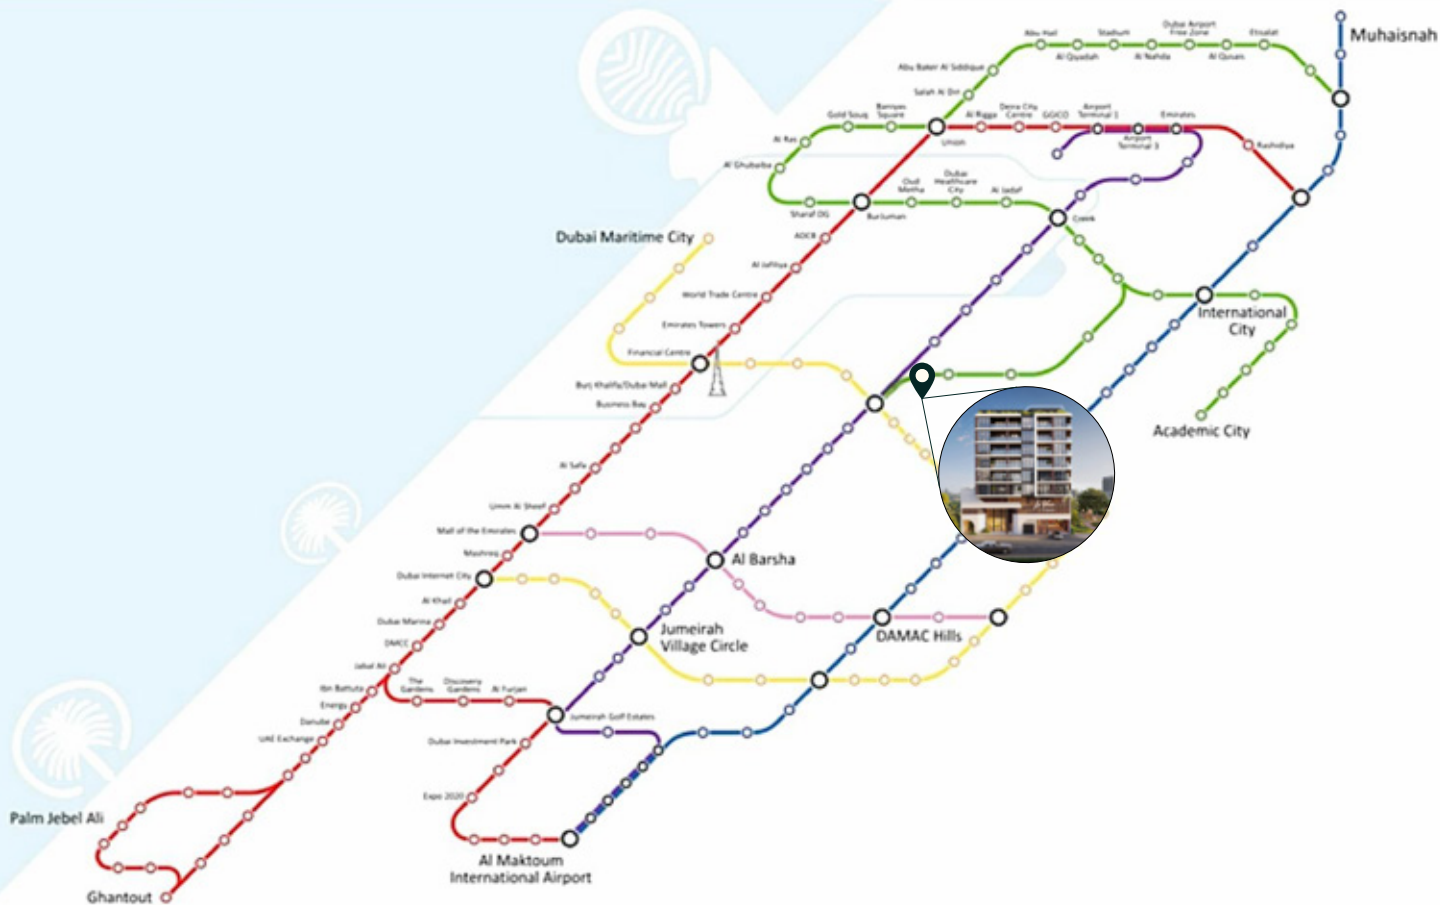 Muhaisnah
Abu Hail
Stadium
Dubai Airport
Free Zone
Etisalat
Al Qiyadah
Al Nahda
Al Qusais
Abu Baker Al Siddique
Salah Al Din
Gold Souq
Baniyas
Square
Al Rigga
Deira City
Centre
GGICO
Airport
Terminal 1
Emirates
Airport
Terminal 3
Union
Rashidiya
Al Ras
Al Ghubaiba
Oud
Metha
Dubai
Healthcare
City
Al Jadaf
Sharaf DG
BurJuman
Creek
Dubai Maritime City
ADCB
Al Jafiliya
World Trade Centre
Emirates Towers
International
City
Financial Centre
Burj Khalifa/Dubai Mall
Business Bay
Academic City
Al Safa
Umm Al Sheef
Mall of the Emirates
Mashreq
Al Barsha
Dubai Internet City
Al Khail
Dubai Marina
DMCC
Jumeirah
Village Circle
DAMAC Hills
Jabal Ali
Ibn Battuta
The
Gardens
Discovery
Gardens
Al Furjan
Energy
Danube
UAE Exchange
Jumeirah Golf Estates
Dubai Investment Park
Expo 2020
Palm Jebel Ali
Al Maktoum
International Airport
Ghantout